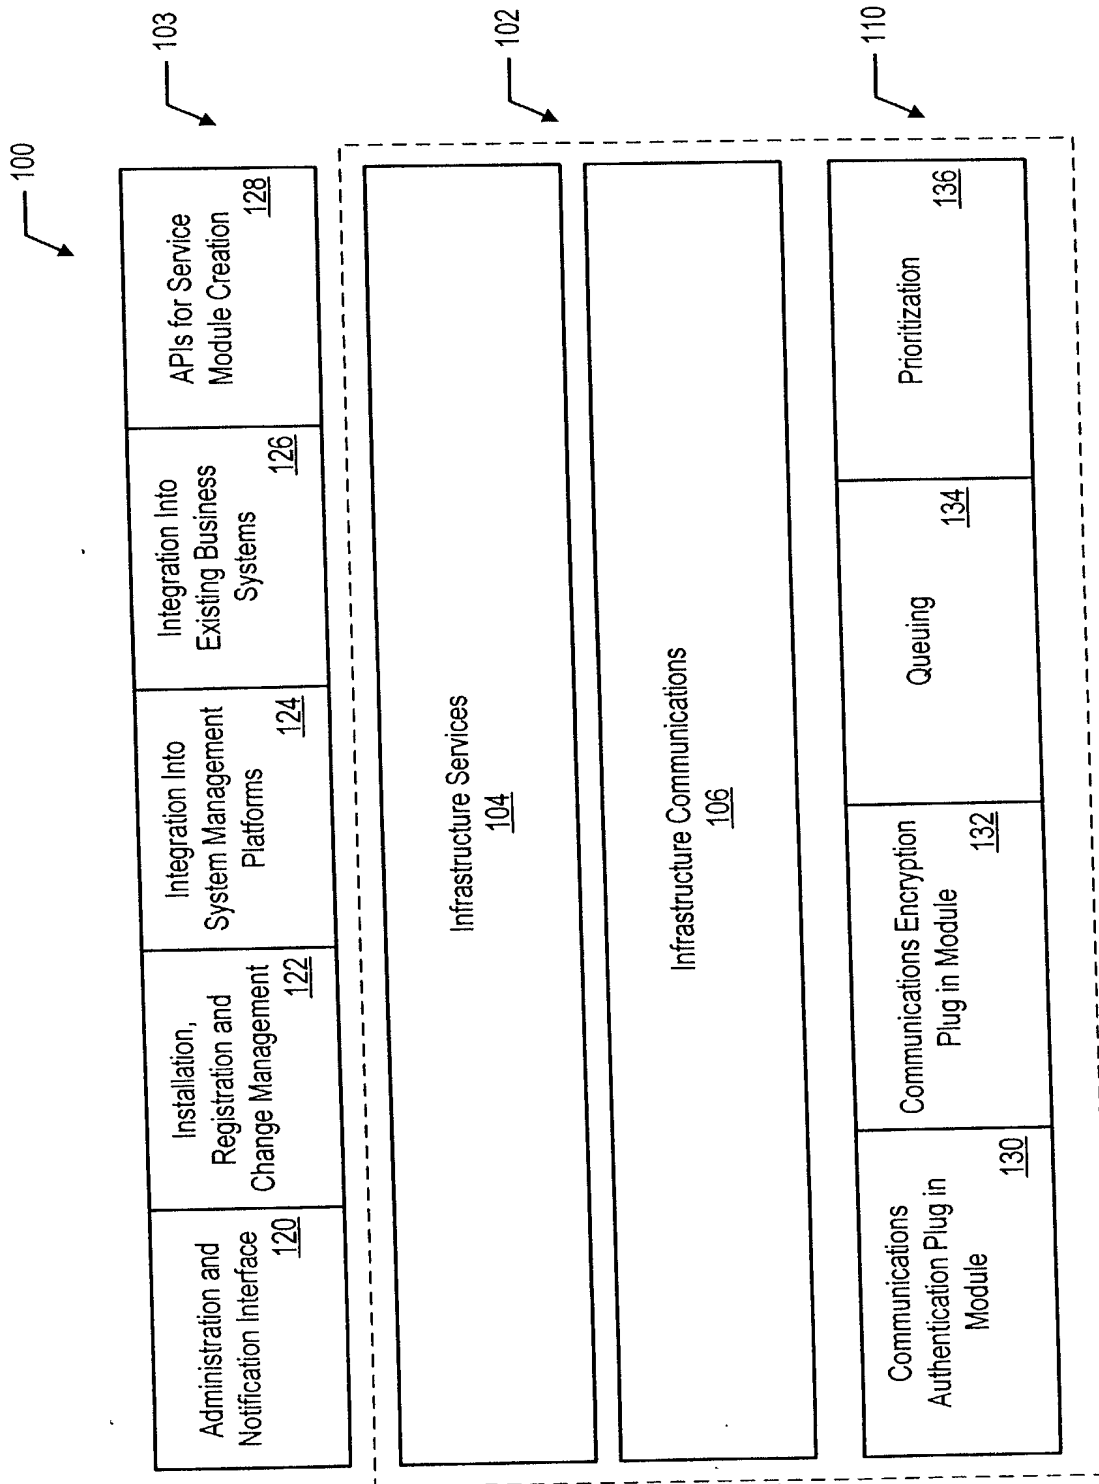 100
103
102
110
Administration and
Notification Interface
120
Installation,
Registration and
Change Management
122
Integration Into
System Management
Platforms
124
Integration Into
Existing Business
Systems
126
APIs for Service
Module Creation
128
Infrastructure Services
104
Infrastructure Communications
106
Communications
Authentication Plug in
Module
130
Communications Encryption
Plug in Module
132
Queuing
134
Prioritization
136